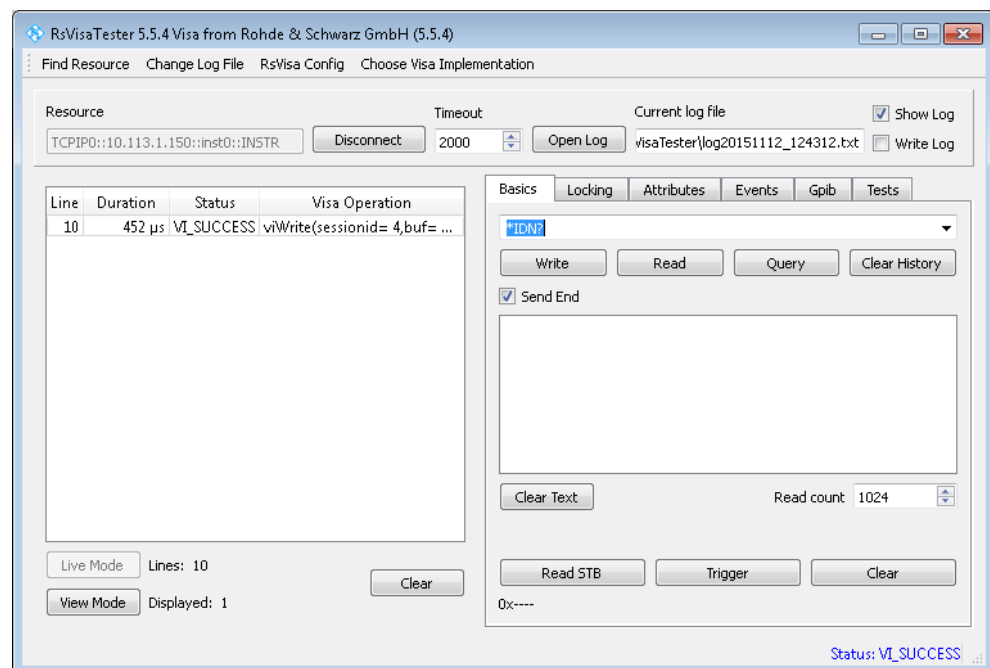 RsVisaTester 5.5.4 Visa from Rohde & Schwarz GmbH (5.5.4)
Find Resource Change Log File RsVisa Config Choose Visa Implementation
Resource Timeout Current log file Show Log
TCPIP0::10.113.1.150::inst0::INSTR Disconnect 2000 Open Log visaTester\log20151112_124312.txt Write Log
Line Duration Status Visa Operation
10 452 µs VI_SUCCESS viWrite(sessionid= 4,buf= ...
Live Mode Lines: 10
Clear
View Mode Displayed: 1
Basics Locking Attributes Events Gpib Tests
*IDN?
Write Read Query Clear History
Send End
Clear Text Read count 1024
Read STB Trigger Clear
0x----
Status: VI_SUCCESS